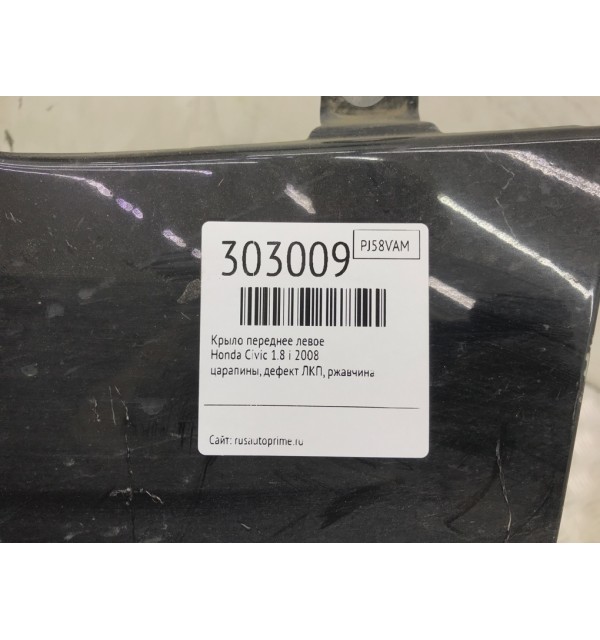 303009
PJ58VAM
Крыло переднее левое
Honda Civic 1.8 i 2008
царапины, дефект ЛКП, ржавчина
Сайт: rusautoprime.ru